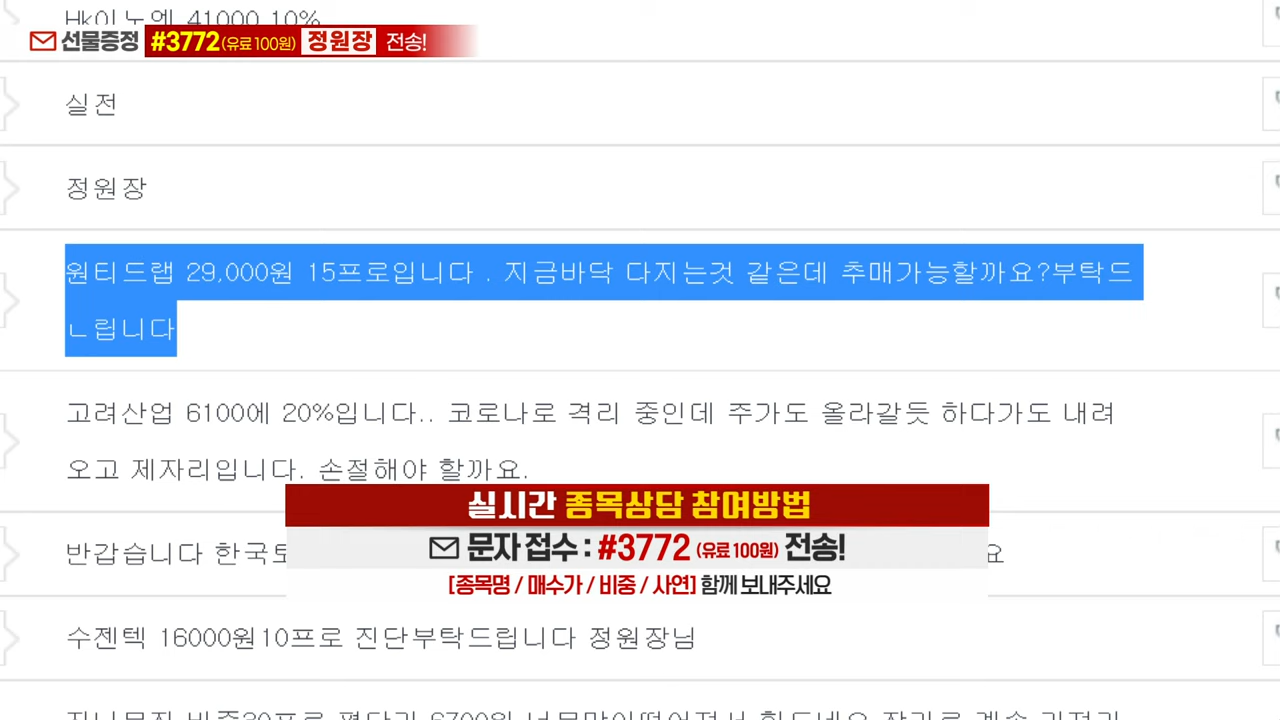 Hk이노엔 41000 10%
선물증정 #3772 (유료 100원) 정원장 전송!
실전
정원장
원티드랩 29,000원 15프로입니다 . 지금바닥 다지는것 같은데 추매가능할까요?부탁드
ㄴ립니다
고려산업 6100에 20%입니다.. 코로나로 격리 중인데 주가도 올라갈듯 하다가도 내려
오고 제자리입니다. 손절해야 할까요.
실시간 종목상담 참여방법
반갑습니다 한국토 요
문자 접수 : #3772 (유료 100원) 전송!
[종목명 / 매수가 / 비중 / 사연] 함께 보내주세요
수젠텍 16000원10프로 진단부탁드립니다 정원장님